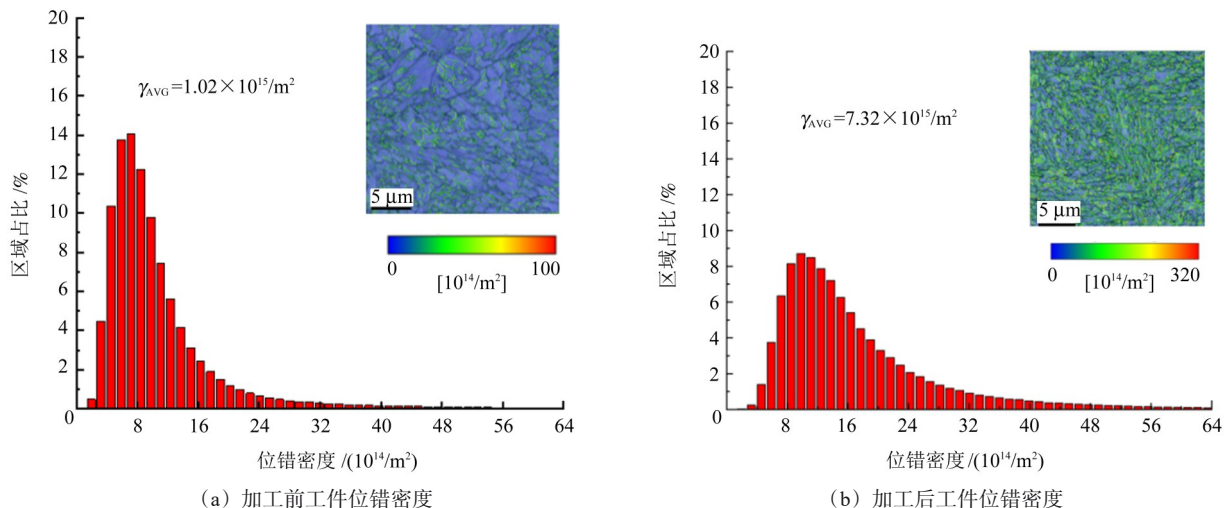 20
18
16
14
12
10
8
6
4
2
0
区域占比 /%
γAVG=1.02×10¹⁵/m²
5 μm
0 100
[10¹⁴/m²]
8 16 24 32 40 48 56 64
位错密度 /(10¹⁴/m²)
(a) 加工前工件位错密度
20
18
16
14
12
10
8
6
4
2
0
区域占比 /%
γAVG=7.32×10¹⁵/m²
5 μm
0 [10¹⁴/m²] 320
8 16 24 32 40 48 56 64
位错密度 /(10¹⁴/m²)
(b) 加工后工件位错密度